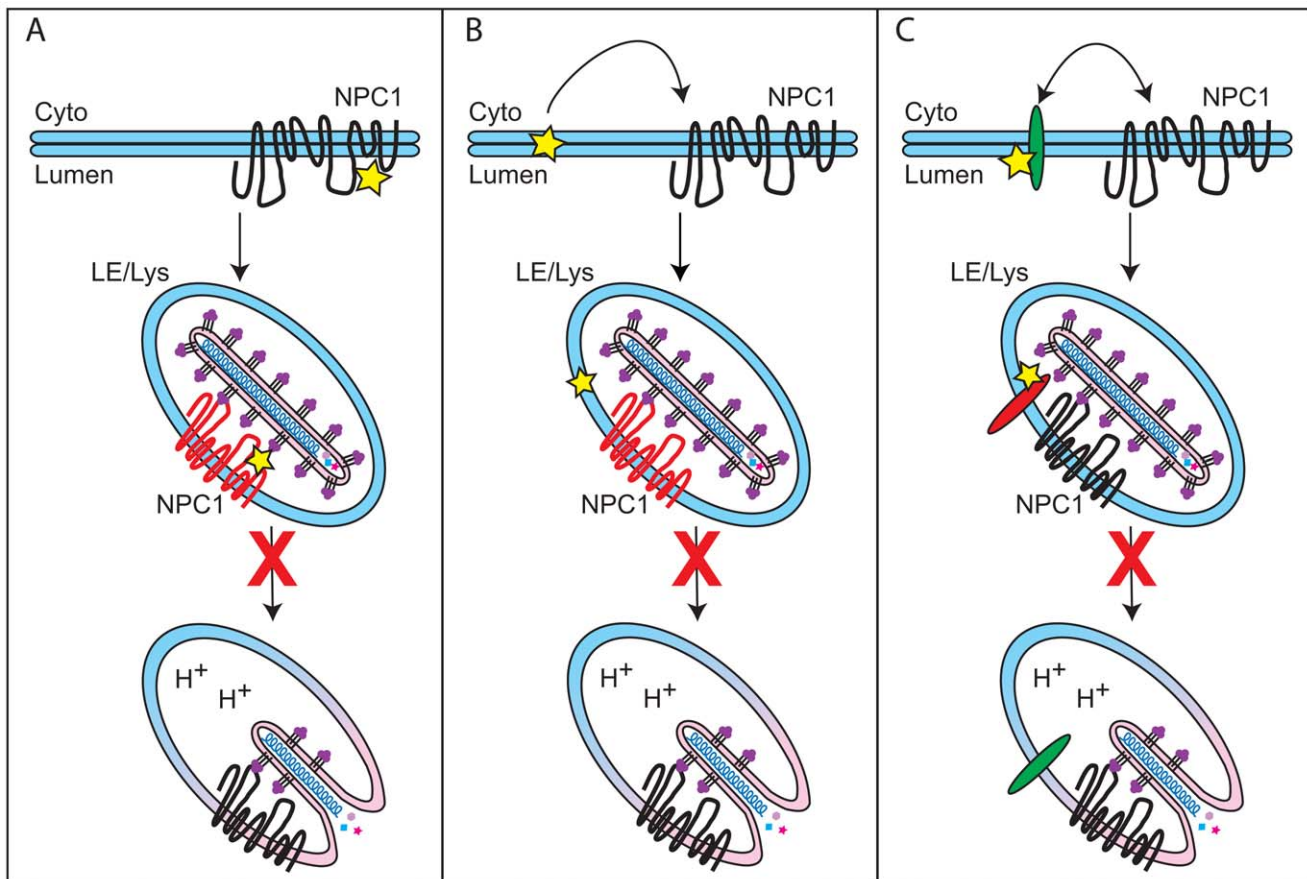 A
Cyto
NPC1
Lumen
LE/Lys
NPC1
X
H+
H+
B
Cyto
NPC1
Lumen
LE/Lys
NPC1
X
H+
H+
C
Cyto
NPC1
Lumen
LE/Lys
NPC1
X
H+
H+